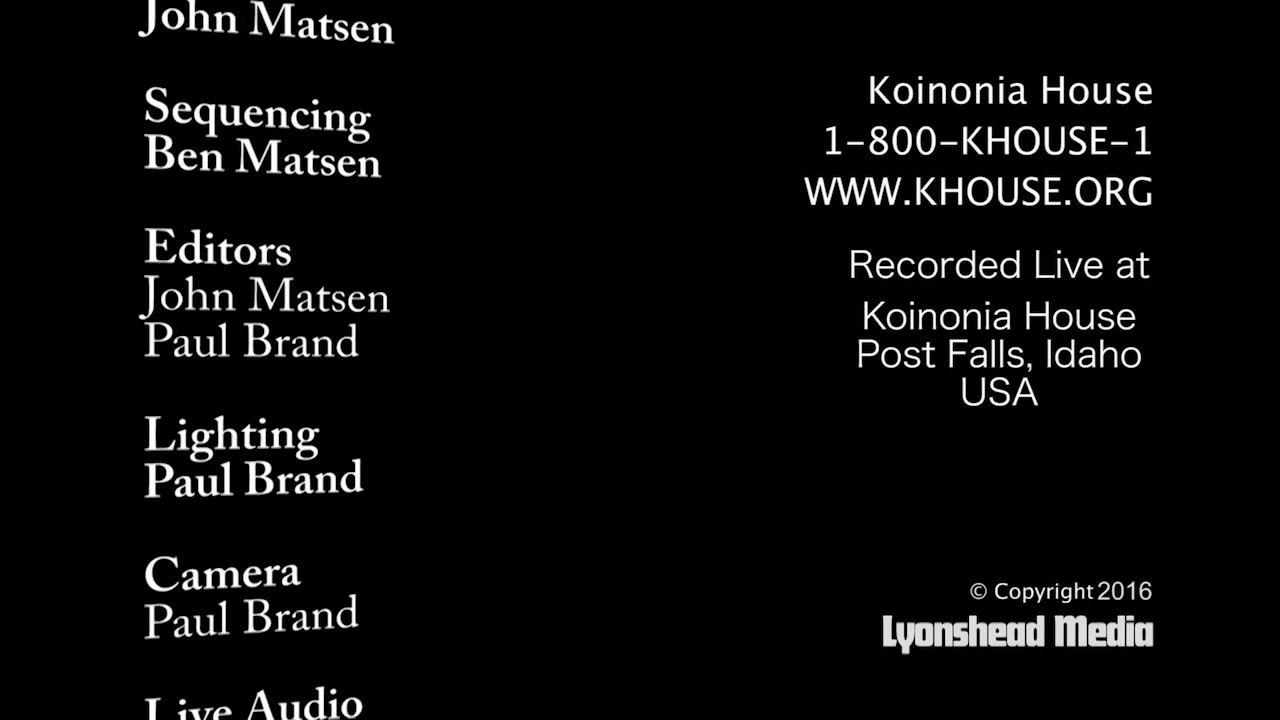 John Matsen
Sequencing
Ben Matsen
Editors
John Matsen
Paul Brand
Lighting
Paul Brand
Camera
Paul Brand
Live Audio
Koinonia House
1-800-KHOUSE-1
WWW.KHOUSE.ORG
Recorded Live at
Koinonia House
Post Falls, Idaho
USA
© Copyright 2016
Lyonshead Media